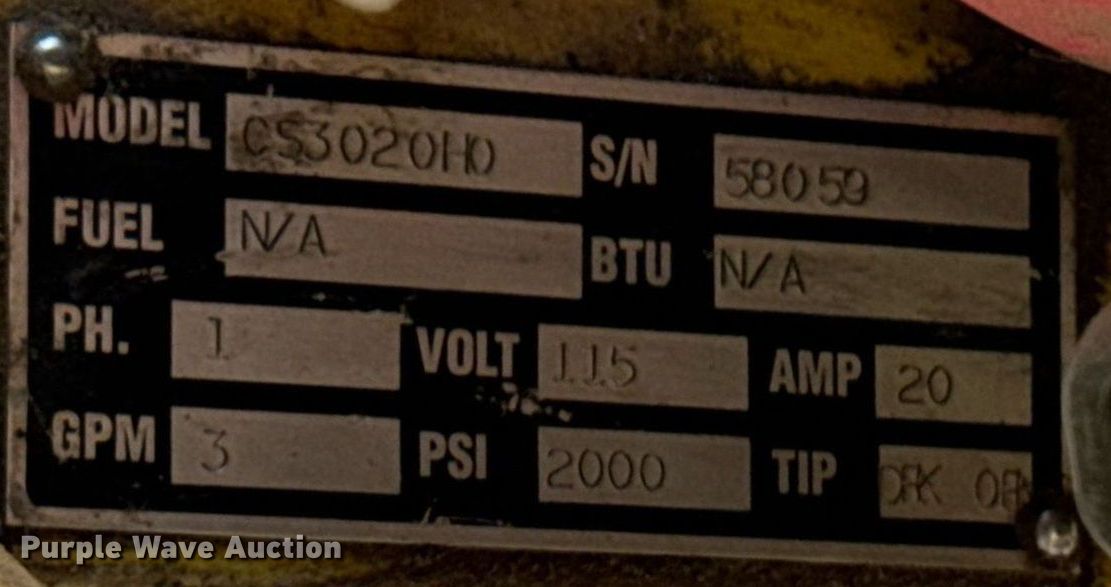 MODEL CS3020HO S/N 58059
FUEL N/A BTU N/A
PH. 1 VOLT 115 AMP 20
GPM 3 PSI 2000 TIP
Purple Wave Auction